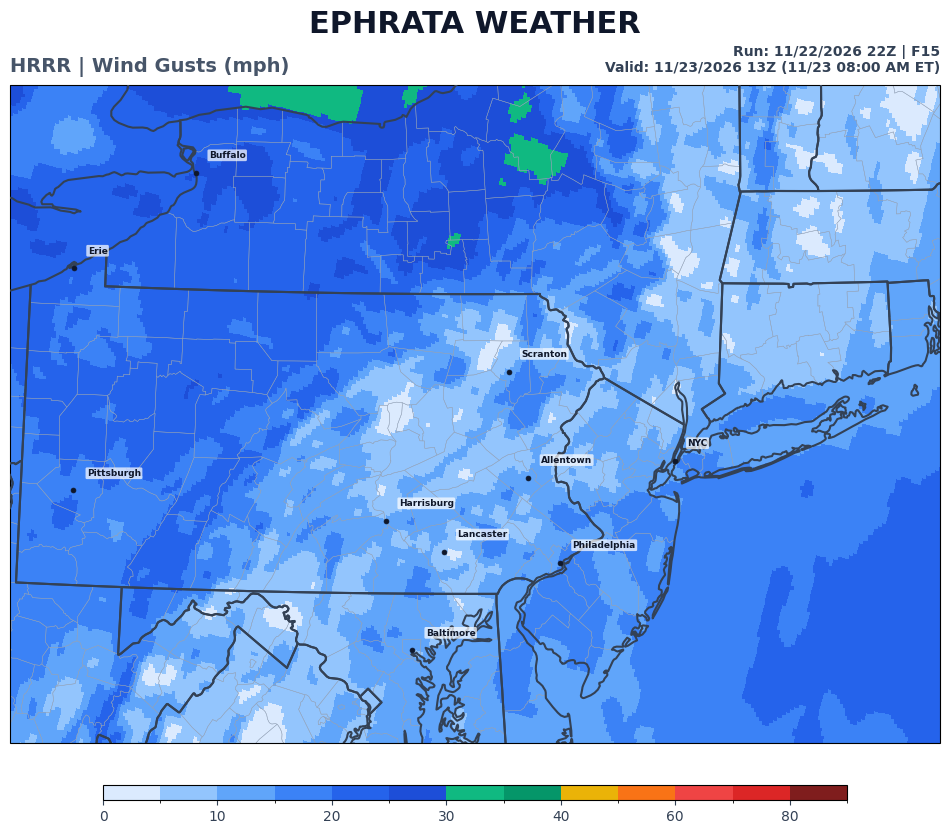 EPHRATA WEATHER
HRRR | Wind Gusts (mph)
Run: 11/22/2026 22Z | F15
Valid: 11/23/2026 13Z (11/23 08:00 AM ET)
Buffalo
Erie
Scranton
NYC
Allentown
Pittsburgh
Harrisburg
Lancaster
Philadelphia
Baltimore
0 10 20 30 40 60 80